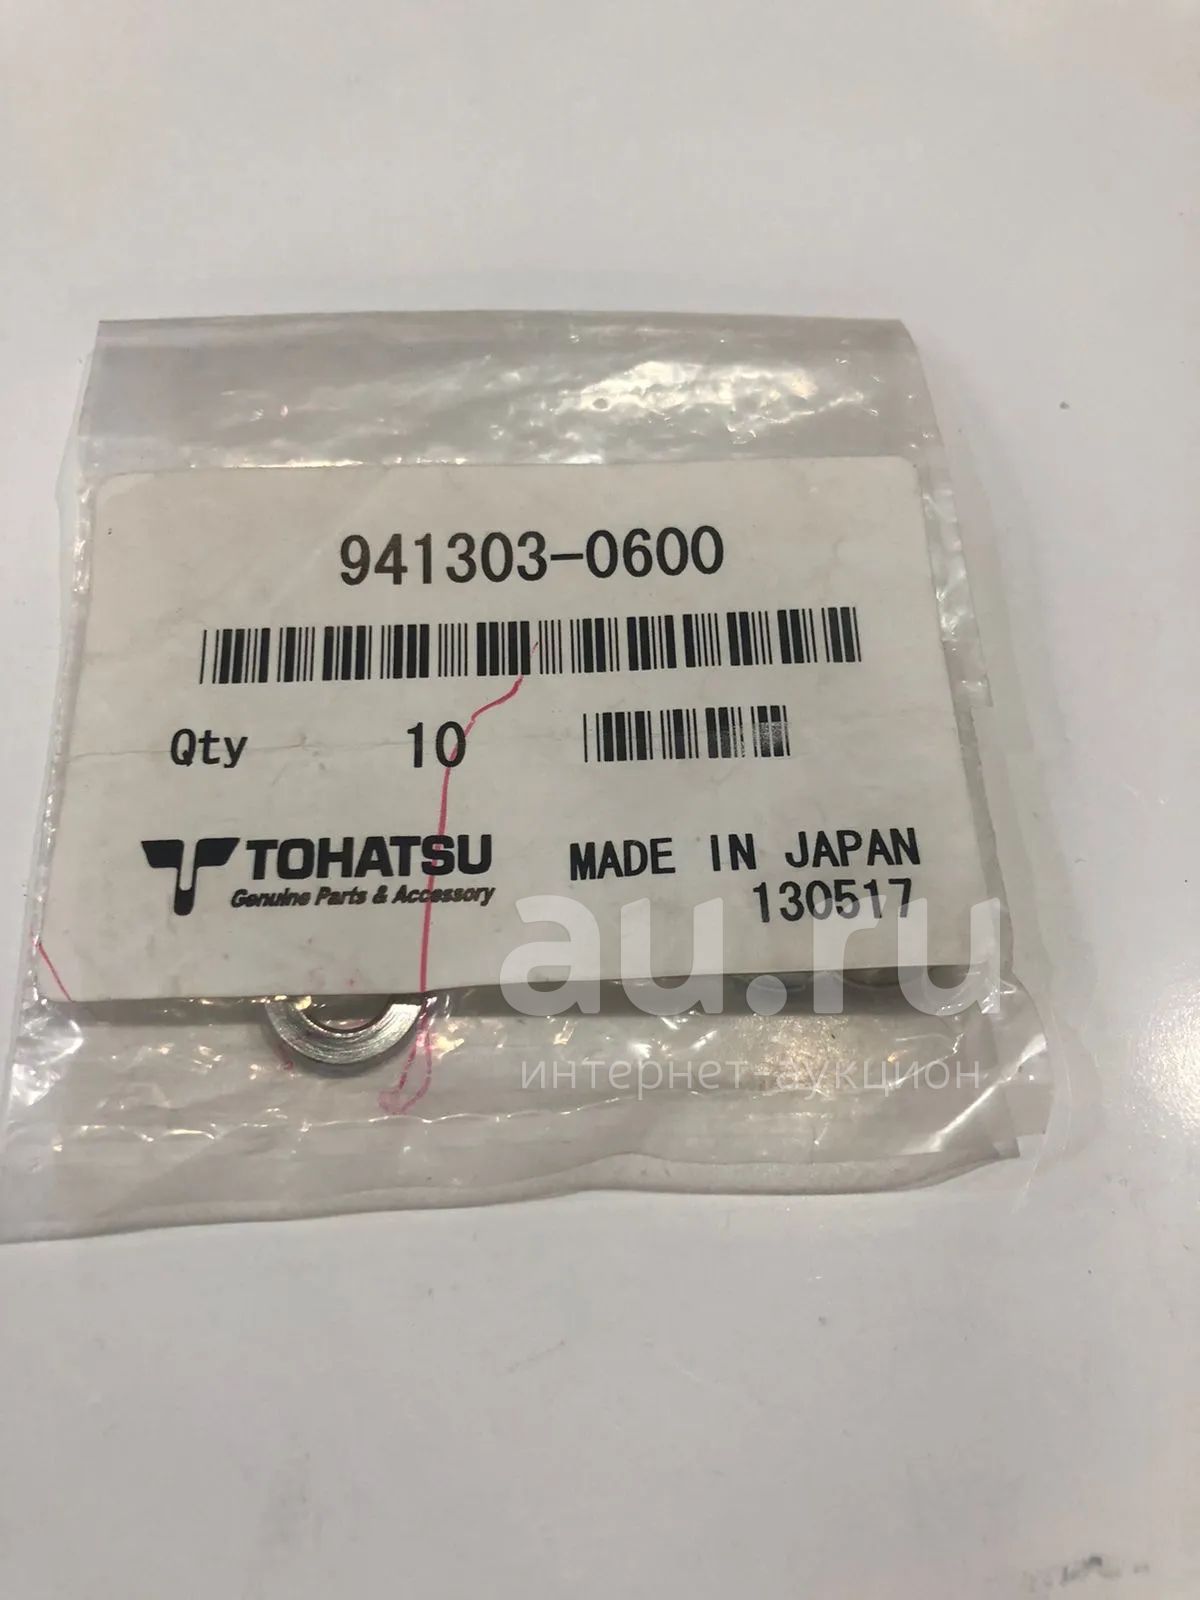 941303-0600
Qty 10
TOHATSU
Genuine Parts & Accessory
MADE IN JAPAN
130517
au.ru
интернет-аукцион